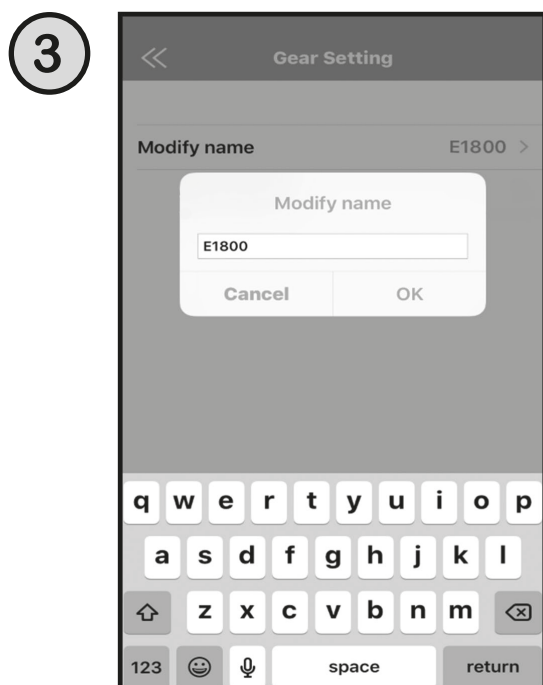 3
Gear Setting
Modify name E1800 >
Modify name
E1800
Cancel OK
q w e r t y u i o p
a s d f g h j k l
z x c v b n m
123 space return